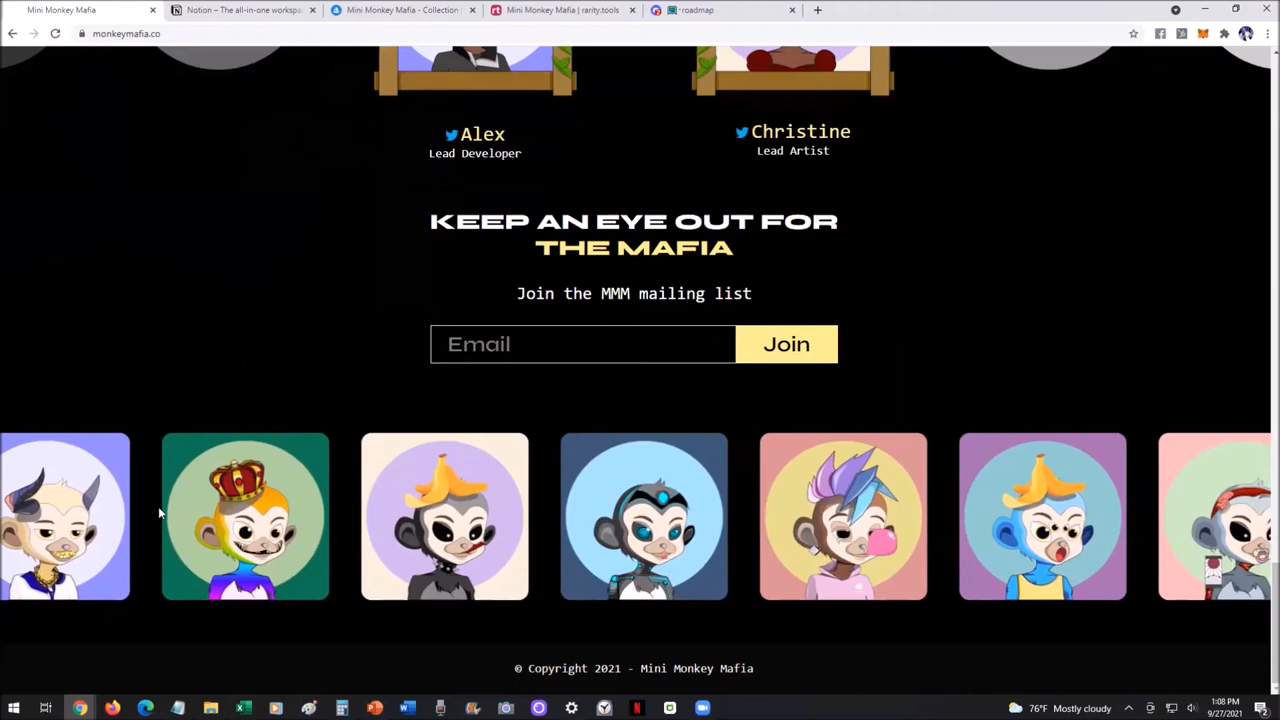 Mini Monkey Mafia
Notion – The all-in-one workspa
Mini Monkey Mafia - Collection
Mini Monkey Mafia | rarity.tools
roadmap
monkeymafia.co
Alex
Lead Developer
Christine
Lead Artist
KEEP AN EYE OUT FOR
THE MAFIA
Join the MMM mailing list
Email
Join
© Copyright 2021 - Mini Monkey Mafia
76°F Mostly cloudy
1:08 PM
9/27/2021